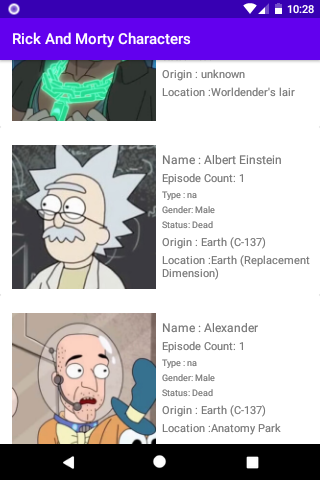 10:28
Rick And Morty Characters
Origin : unknown
Location :Worldender's lair
Name : Albert Einstein
Episode Count: 1
Type : na
Gender: Male
Status: Dead
Origin : Earth (C-137)
Location :Earth (Replacement
Dimension)
Name : Alexander
Episode Count: 1
Type : na
Gender: Male
Status: Dead
Origin : Earth (C-137)
Location :Anatomy Park